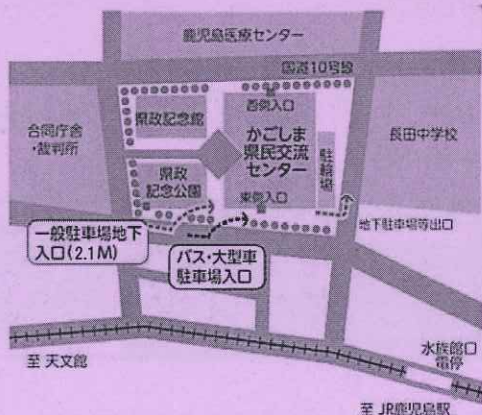 鹿児島医療センター
国道10号線
県政記念館
西側入口
合同庁舎
・裁判所
かごしま
県民交流
センター
駐輪場
長田中学校
県政
記念公園
東側入口
地下駐車場等出口
一般駐車場地下
入口(2.1M)
バス・大型車
駐車場入口
至 天文館
水族館口
電停
至 JR鹿児島駅